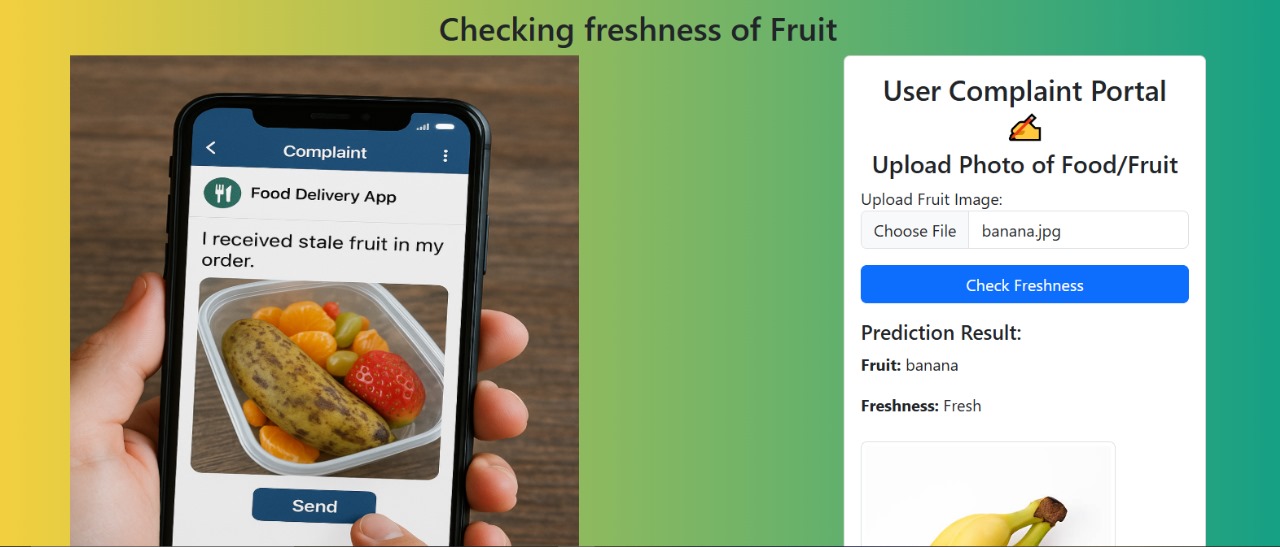 Checking freshness of Fruit
Complaint
Food Delivery App
I received stale fruit in my
order.
Send
User Complaint Portal
Upload Photo of Food/Fruit
Upload Fruit Image:
Choose File banana.jpg
Check Freshness
Prediction Result:
Fruit: banana
Freshness: Fresh